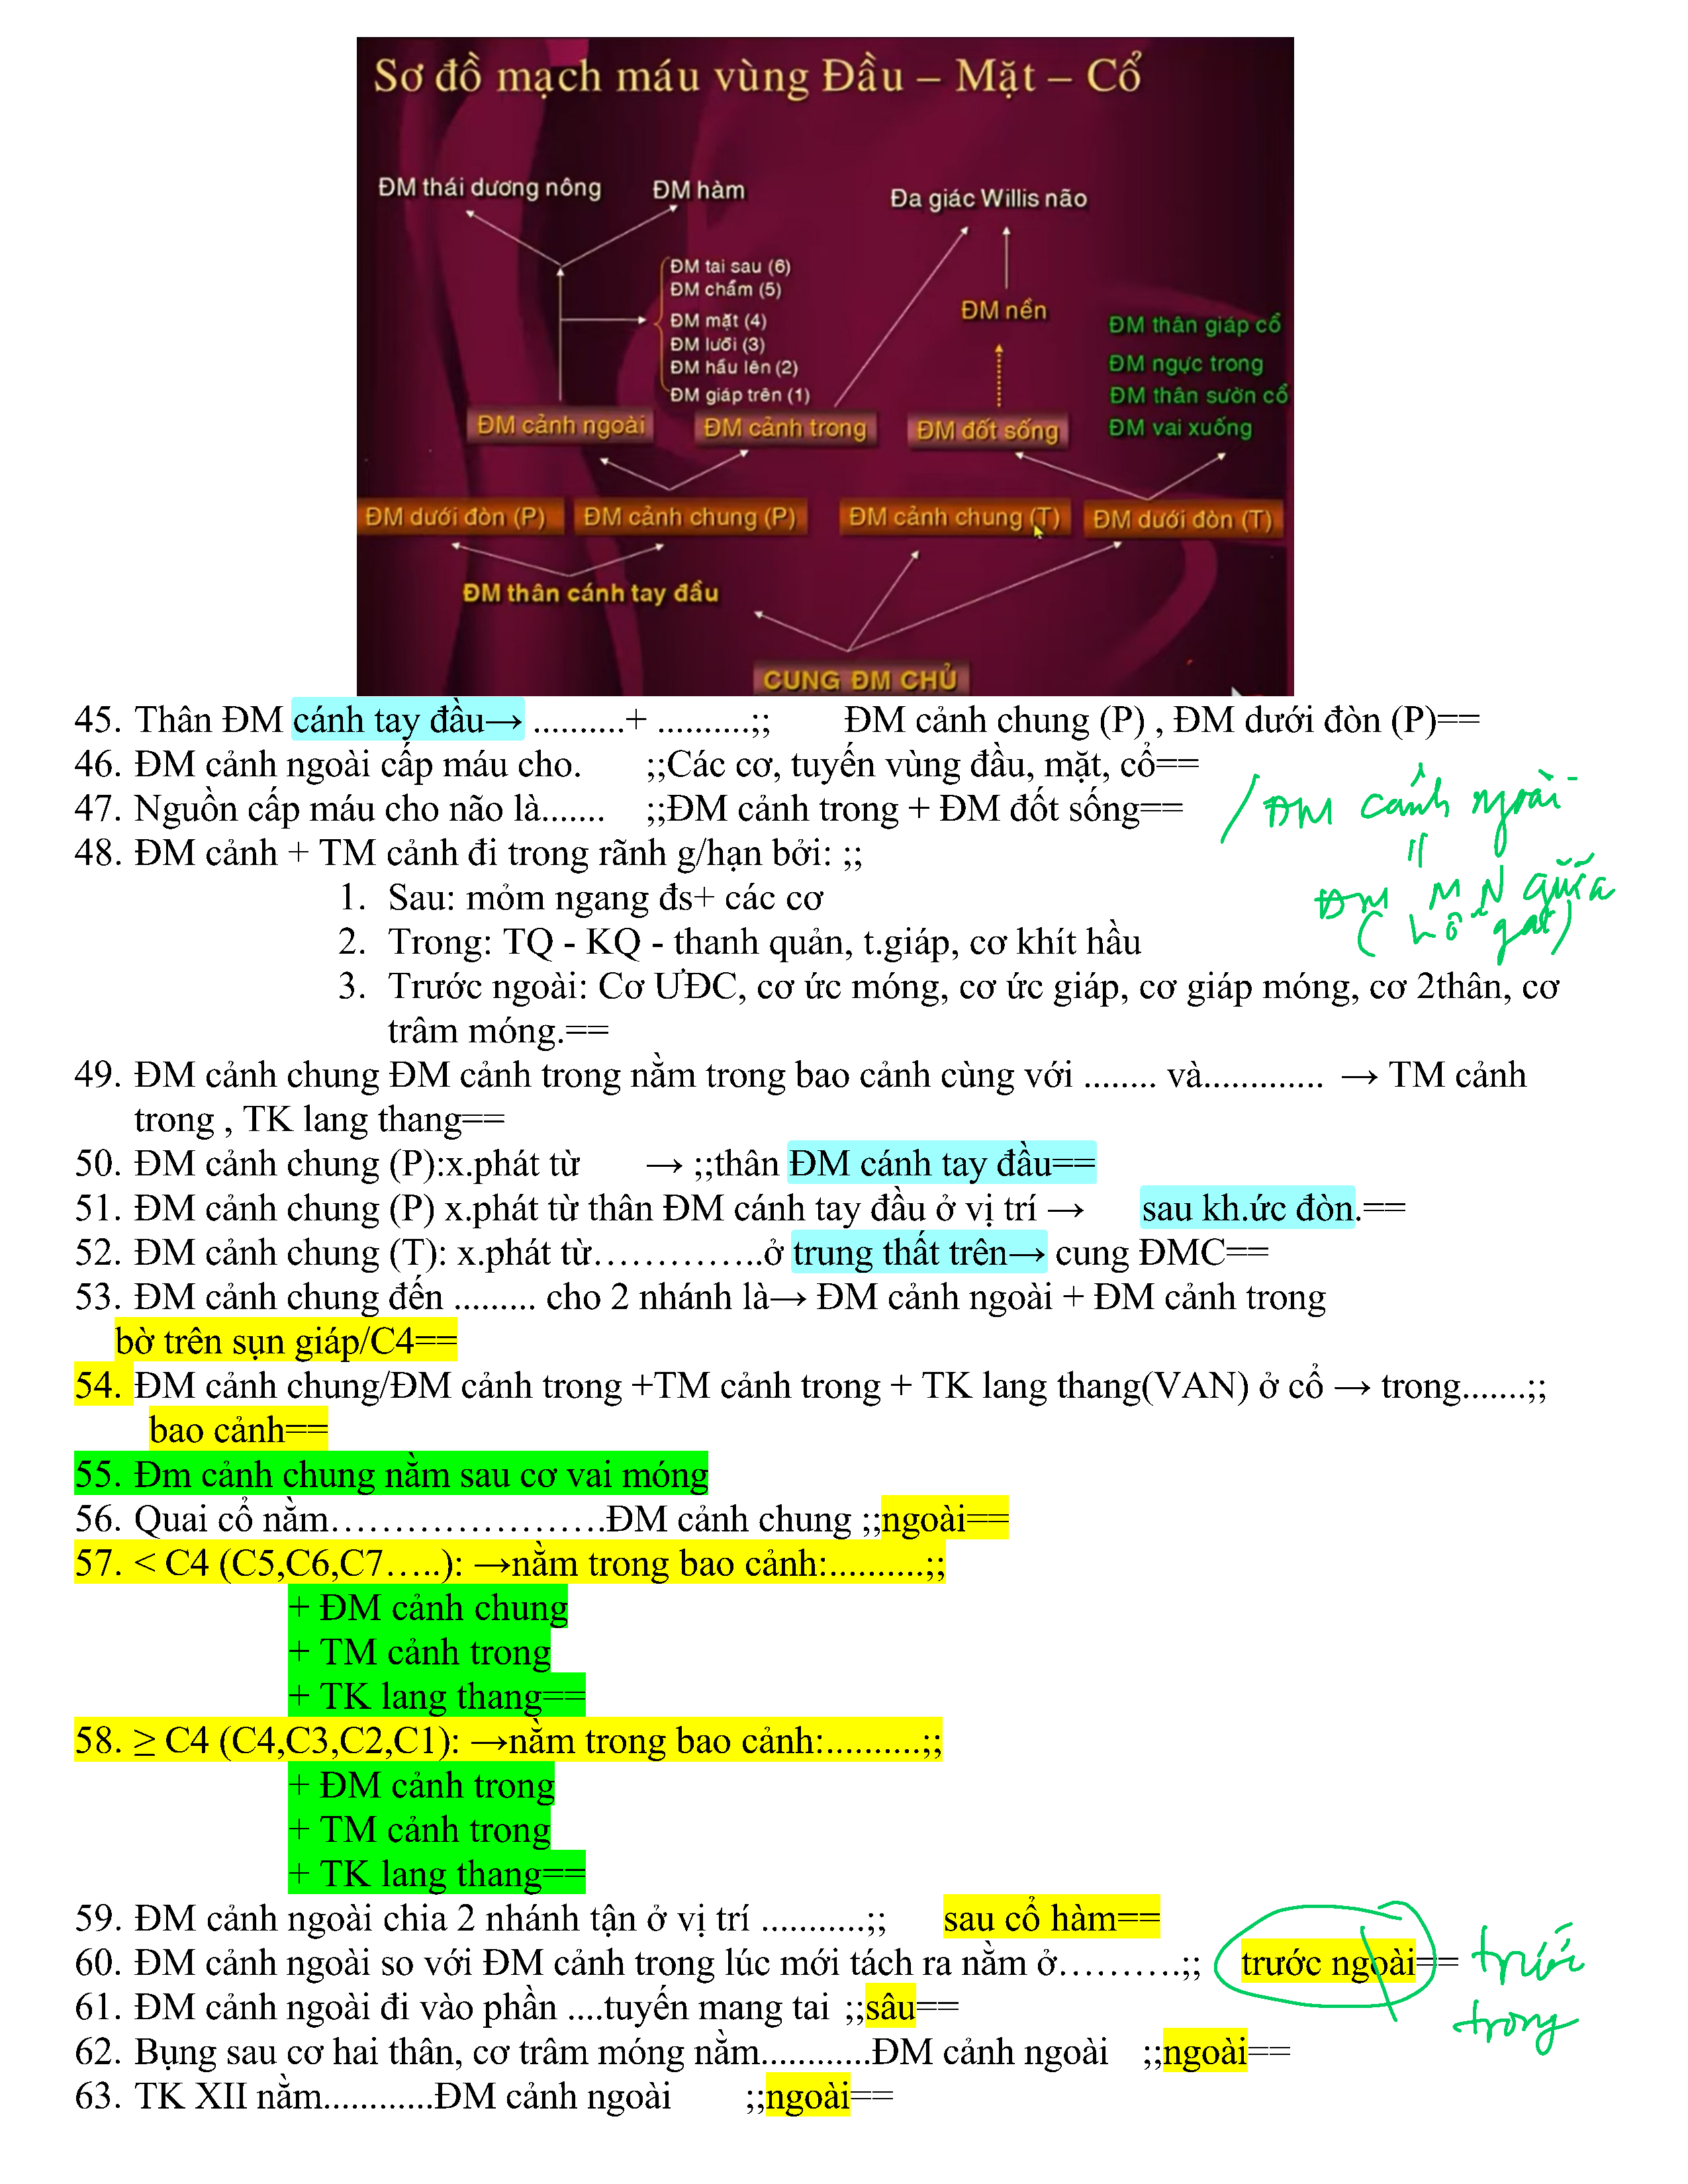 Sơ đồ mạch máu vùng Đầu – Mặt – Cổ
ĐM thái dương nông
ĐM hàm
Đa giác Willis não
ĐM tai sau (6)
ĐM chẩm (5)
ĐM mặt (4)
ĐM lưỡi (3)
ĐM hầu lên (2)
ĐM giáp trên (1)
ĐM nền
ĐM thân giáp cổ
ĐM ngực trong
ĐM thân sườn cổ
ĐM vai xuống
ĐM cảnh ngoài
ĐM cảnh trong
ĐM đốt sống
ĐM dưới đòn (P)
ĐM cảnh chung (P)
ĐM cảnh chung (T)
ĐM dưới đòn (T)
ĐM thân cánh tay đầu
CUNG ĐM CHỦ
45. Thân ĐM cánh tay đầu→ ..........+ ..........;; ĐM cảnh chung (P) , ĐM dưới đòn (P)==
46. ĐM cảnh ngoài cấp máu cho. ;;Các cơ, tuyến vùng đầu, mặt, cổ==
47. Nguồn cấp máu cho não là....... ;;ĐM cảnh trong + ĐM đốt sống==
/ ĐM cảnh ngoài
=
ĐM MN giữa
48. ĐM cảnh + TM cảnh đi trong rãnh g/hạn bởi: ;;
1. Sau: mỏm ngang đs+ các cơ
2. Trong: TQ - KQ - thanh quản, t.giáp, cơ khít hầu
3. Trước ngoài: Cơ ƯĐC, cơ ức móng, cơ ức giáp, cơ giáp móng, cơ 2thân, cơ
trâm móng.==
49. ĐM cảnh chung ĐM cảnh trong nằm trong bao cảnh cùng với ........ và............. → TM cảnh
trong , TK lang thang==
50. ĐM cảnh chung (P):x.phát từ → ;;thân ĐM cánh tay đầu==
51. ĐM cảnh chung (P) x.phát từ thân ĐM cánh tay đầu ở vị trí → sau kh.ức đòn.==
52. ĐM cảnh chung (T): x.phát từ…………..ở trung thất trên→ cung ĐMC==
53. ĐM cảnh chung đến ......... cho 2 nhánh là→ ĐM cảnh ngoài + ĐM cảnh trong
bờ trên sụn giáp/C4==
54. ĐM cảnh chung/ĐM cảnh trong +TM cảnh trong + TK lang thang(VAN) ở cổ → trong.......;;
bao cảnh==
55. Đm cảnh chung nằm sau cơ vai móng
56. Quai cổ nằm………………….ĐM cảnh chung ;;ngoài==
57. < C4 (C5,C6,C7…..): →nằm trong bao cảnh:..........;;
+ ĐM cảnh chung
+ TM cảnh trong
+ TK lang thang==
58. ≥ C4 (C4,C3,C2,C1): →nằm trong bao cảnh:..........;;
+ ĐM cảnh trong
+ TM cảnh trong
+ TK lang thang==
59. ĐM cảnh ngoài chia 2 nhánh tận ở vị trí ...........;; sau cổ hàm==
60. ĐM cảnh ngoài so với ĐM cảnh trong lúc mới tách ra nằm ở……….;; trước ngoài== trước
trong
61. ĐM cảnh ngoài đi vào phần ....tuyến mang tai ;;sâu==
62. Bụng sau cơ hai thân, cơ trâm móng nằm............ĐM cảnh ngoài ;;ngoài==
63. TK XII nằm............ĐM cảnh ngoài ;;ngoài==